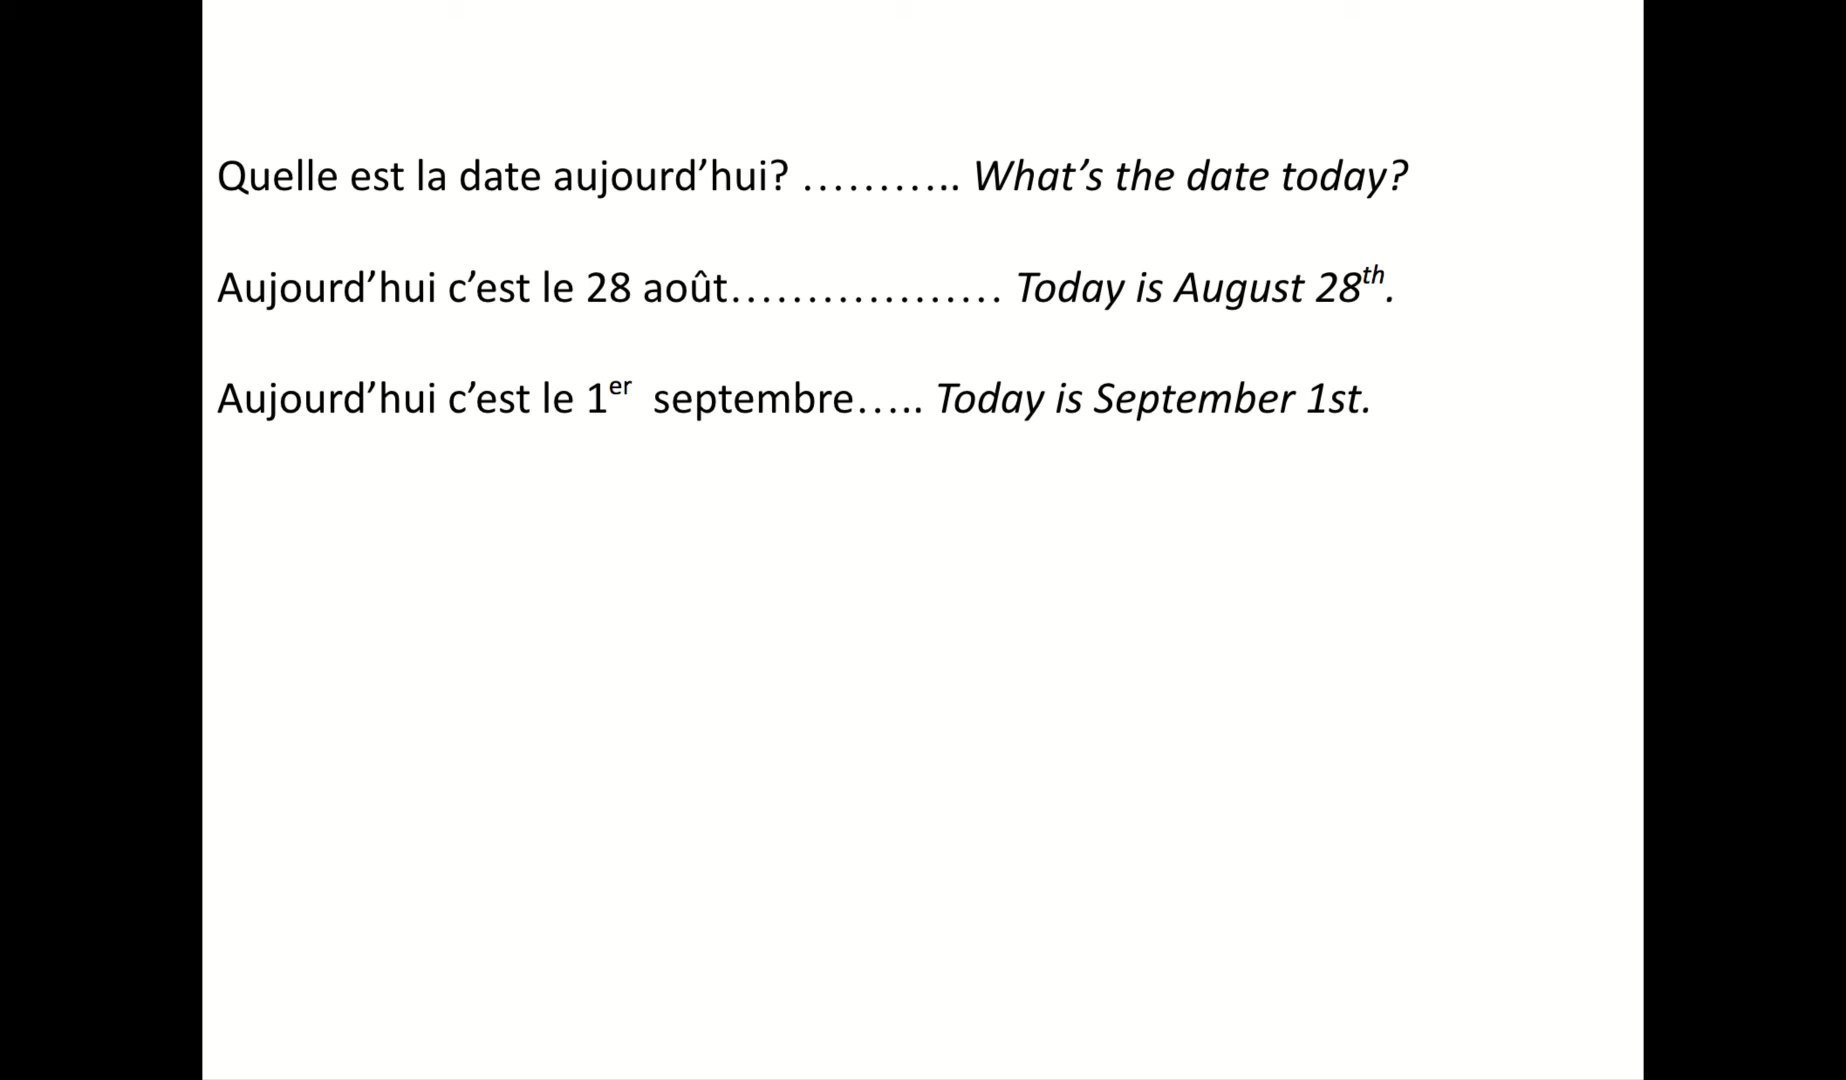 Quelle est la date aujourd’hui? ……….. What’s the date today?
Aujourd’hui c’est le 28 août……………… Today is August 28th.
Aujourd’hui c’est le 1er  septembre….. Today is September 1st.